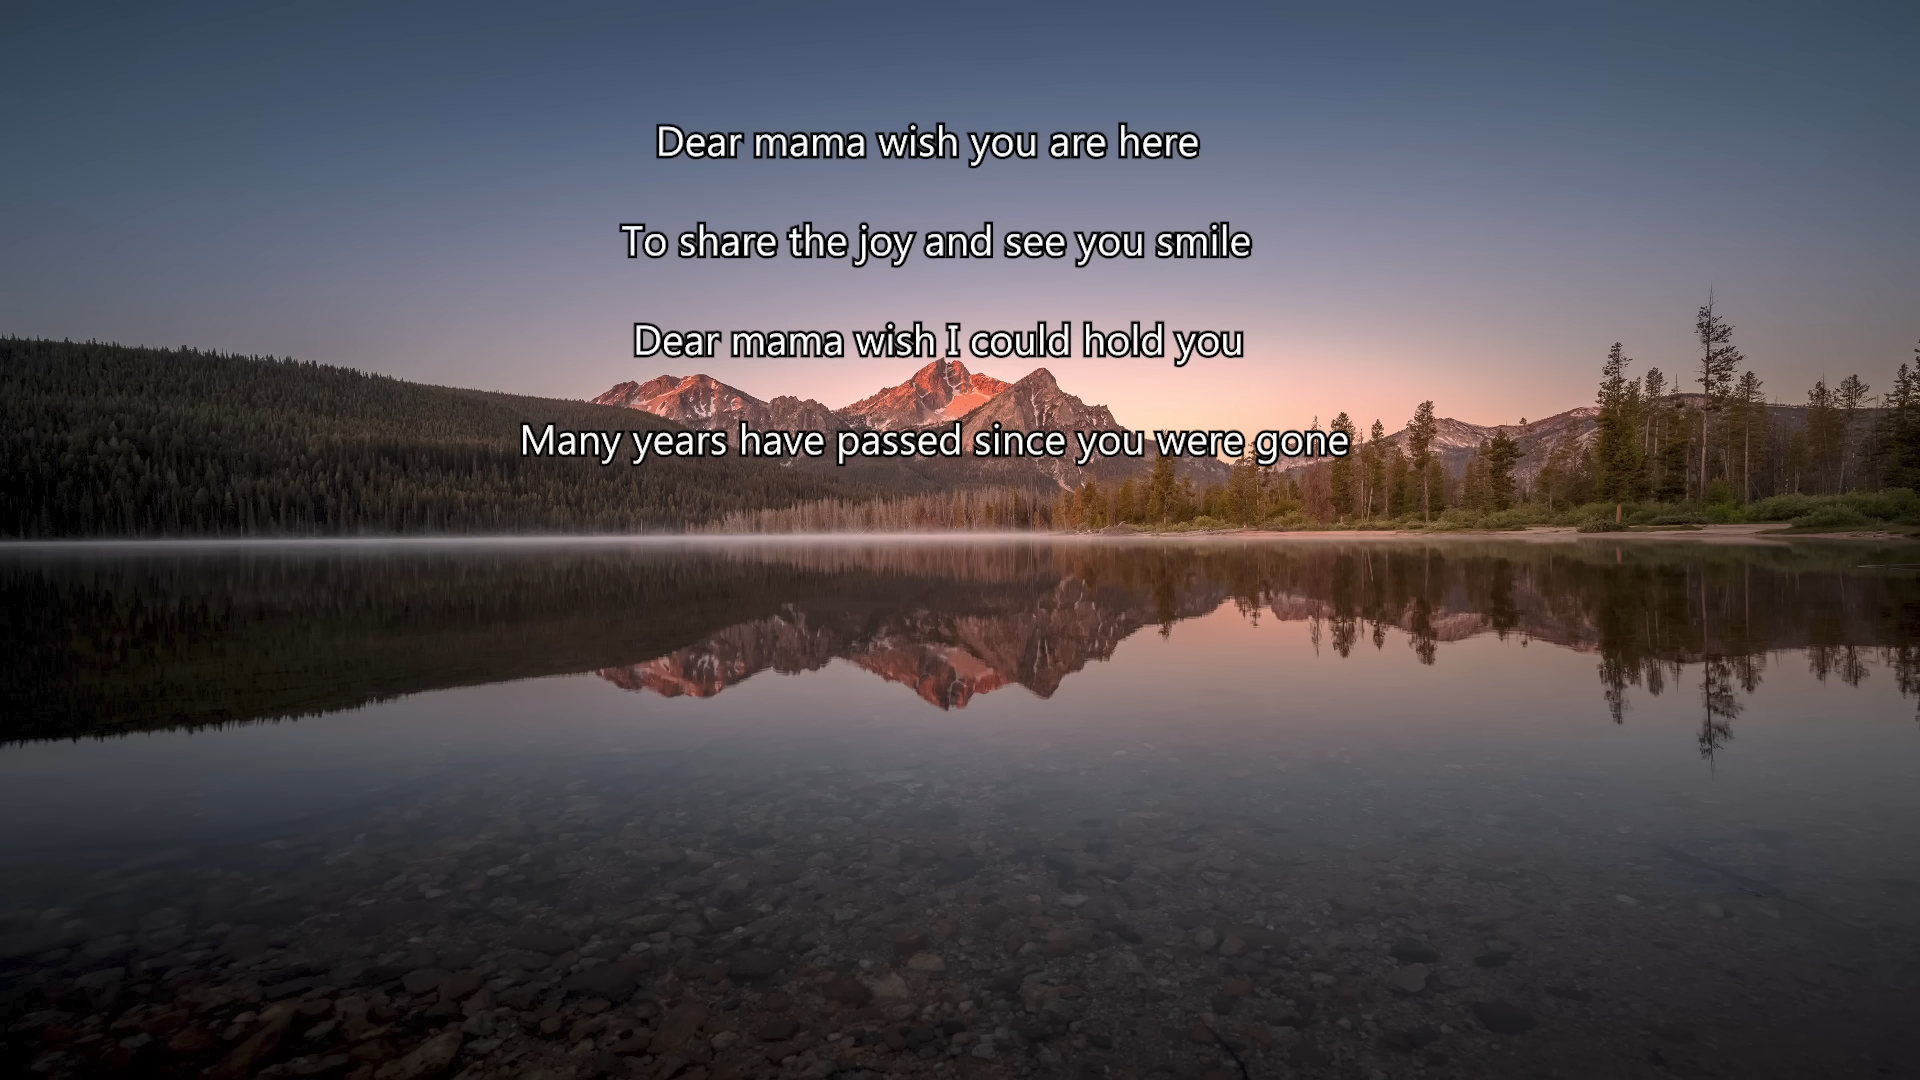 Dear mama wish you are here
To share the joy and see you smile
Dear mama wish I could hold you
Many years have passed since you were gone